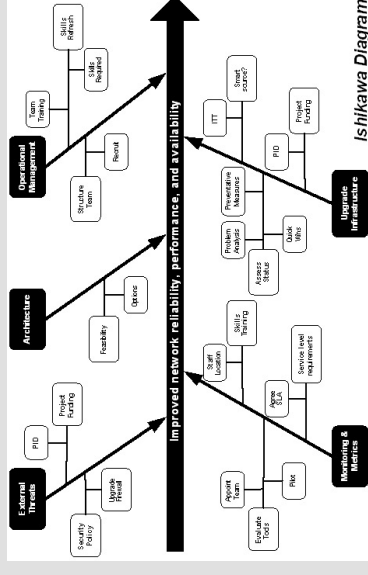 External
Threats
PID
Project
Funding
Security
Policy
Upgrade
Firewall
Architecture
Feasibility
Options
Operational
Management
Team
Training
Skills
Refresh
Skills
Required
Structure
Team
Recruit
Improved network reliability, performance, and availability
Monitoring &
Metrics
Evaluate
Tools
Appoint
Team
Pilot
Agree
SLA
Service level
requirements
Staff
Location
Skills
Training
Upgrade
Infrastructure
Assess
Status
Problem
Analysis
Quick
Wins
Preventative
Measures
PID
Project
Funding
ITT
Smart
source?
Ishikawa Diagram